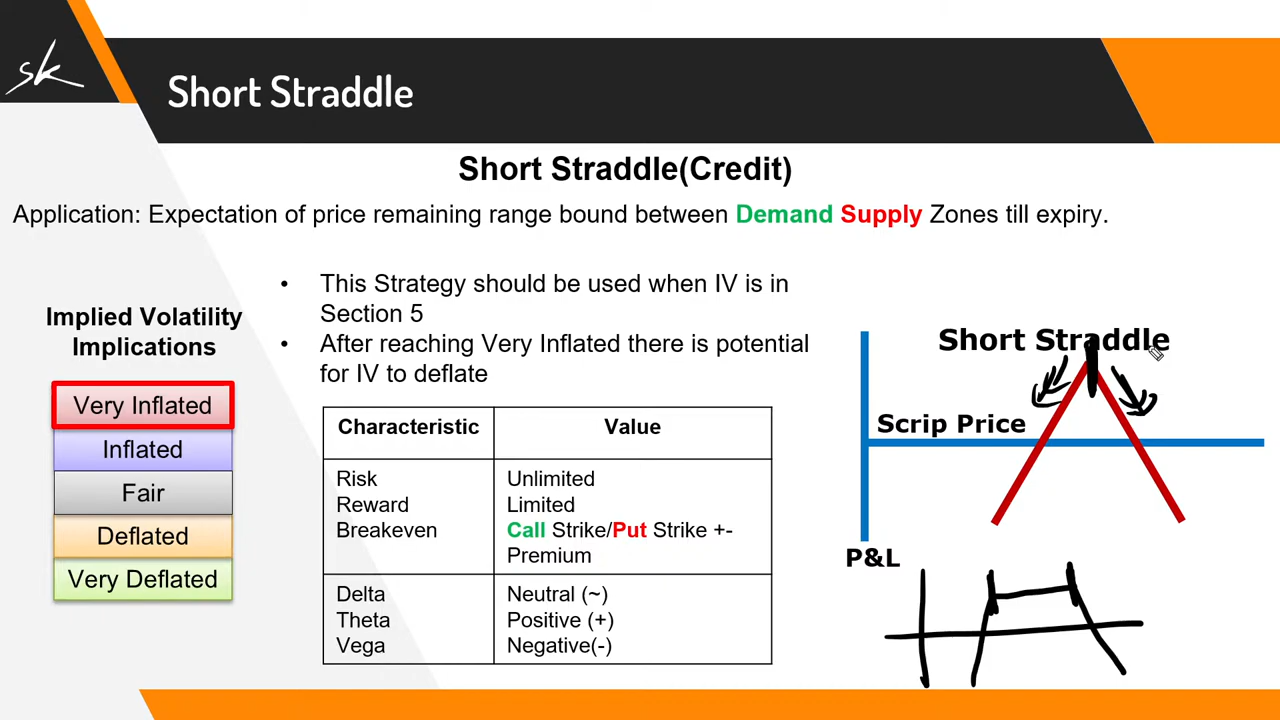 sk
Short Straddle
Short Straddle(Credit)
Application: Expectation of price remaining range bound between Demand Supply Zones till expiry.
• This Strategy should be used when IV is in
Section 5
• After reaching Very Inflated there is potential
for IV to deflate
Implied Volatility
Implications
Very Inflated
Inflated
Fair
Deflated
Very Deflated
Characteristic Value
Risk Unlimited
Reward Limited
Breakeven Call Strike/Put Strike +-
Premium
Delta Neutral (~)
Theta Positive (+)
Vega Negative(-)
Short Straddle
Scrip Price
P&L